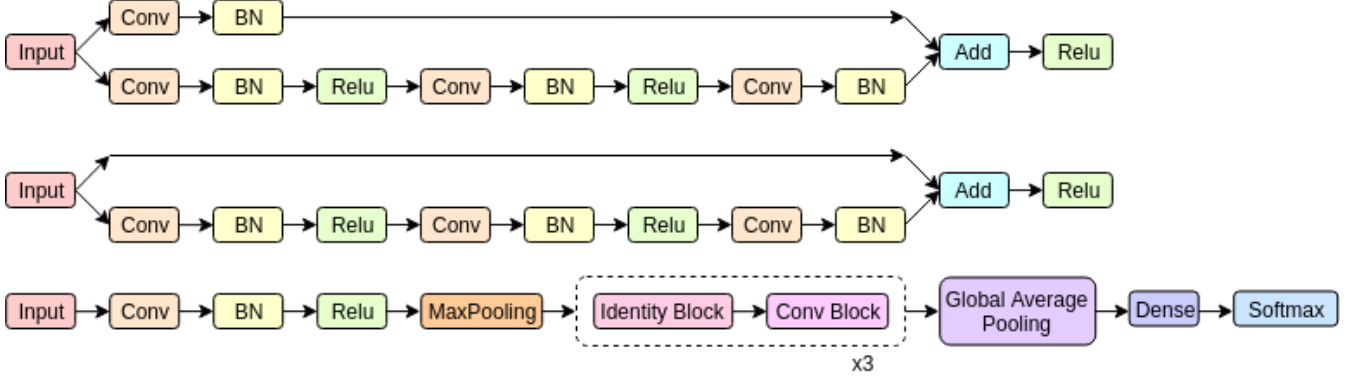 Conv BN
Input Add Relu
Conv BN Relu Conv BN Relu Conv BN
Input Add Relu
Conv BN Relu Conv BN Relu Conv BN
Input Conv BN Relu MaxPooling Identity Block Conv Block Global Average Pooling Dense Softmax
x3